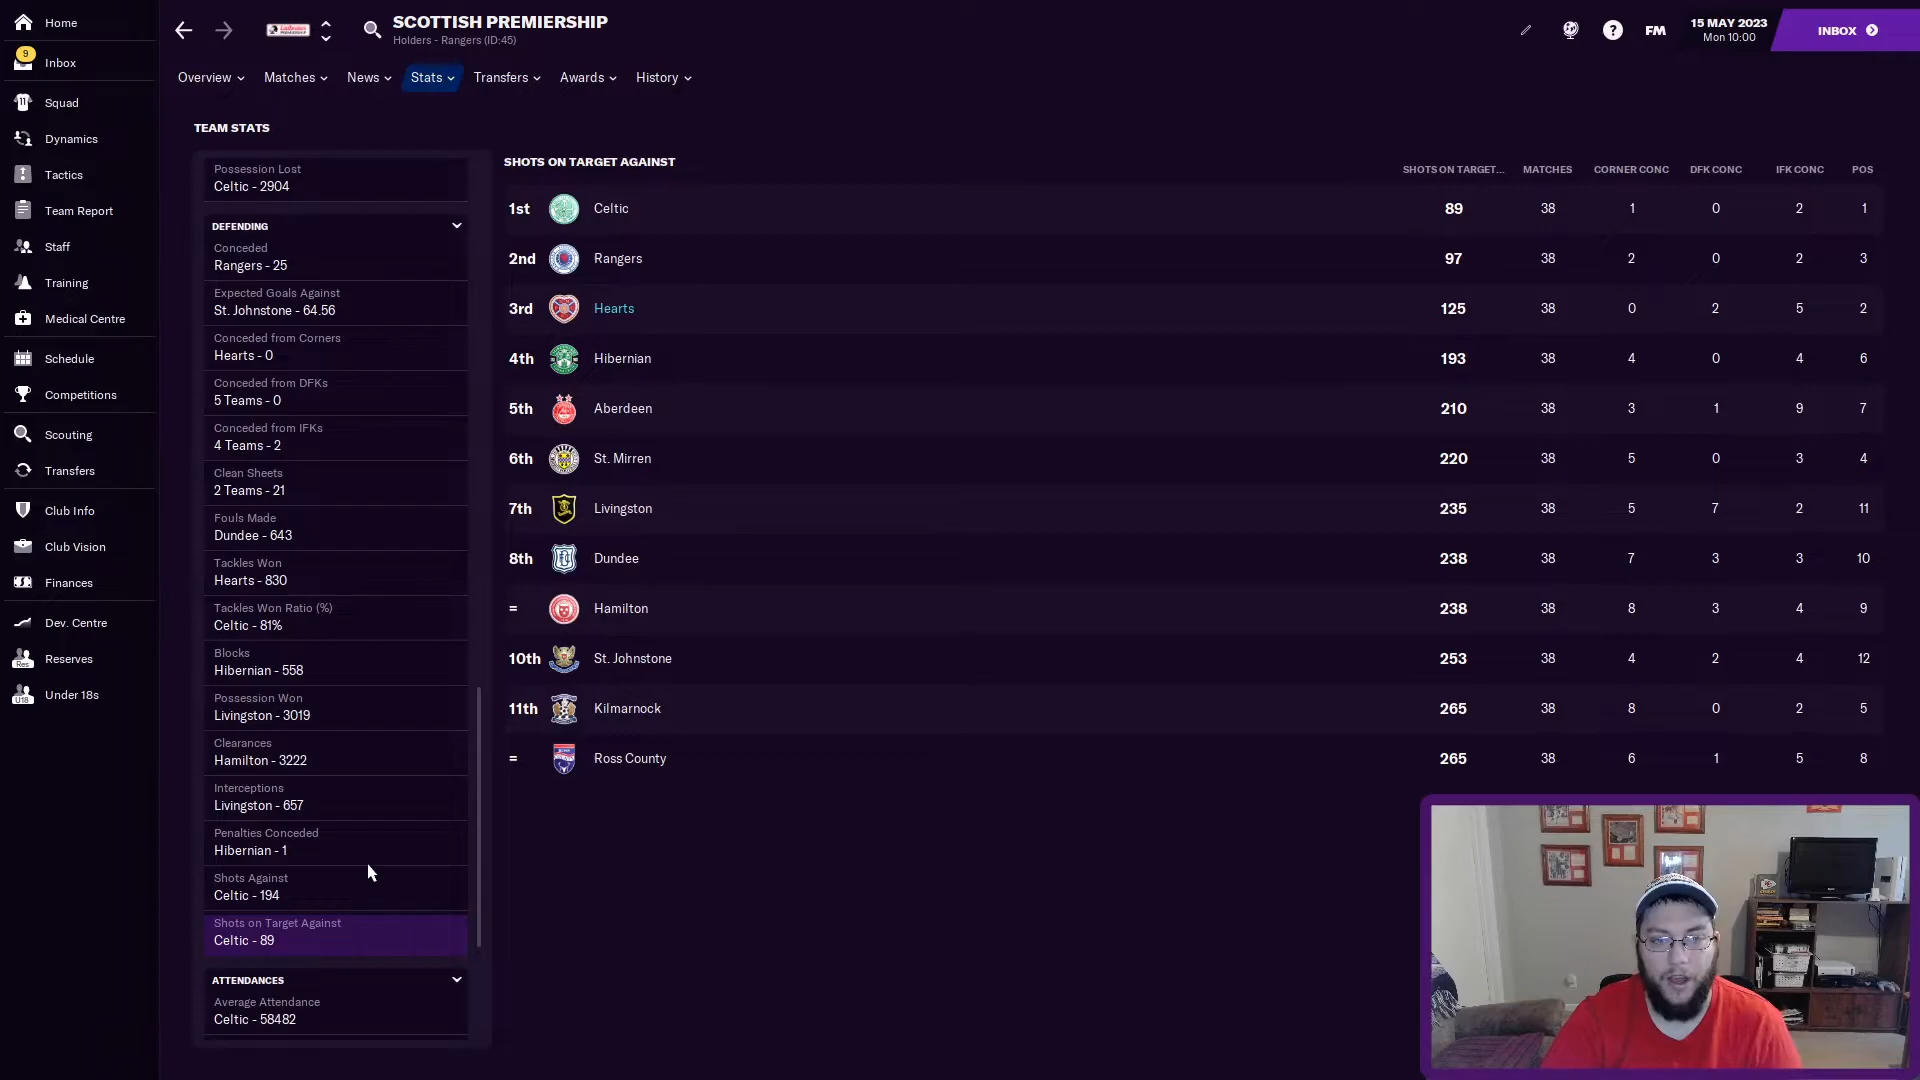 Home
9
Inbox
Squad
Dynamics
Tactics
Team Report
Staff
Training
Medical Centre
Schedule
Competitions
Scouting
Transfers
Club Info
Club Vision
Finances
Dev. Centre
Res
Reserves
U18
Under 18s
SCOTTISH PREMIERSHIP
Holders - Rangers (ID:45)
FM
15 MAY 2023
Mon 10:00
INBOX
Overview Matches News Stats Transfers Awards History
TEAM STATS
Possession Lost
Celtic - 2904
DEFENDING
Conceded
Rangers - 25
Expected Goals Against
St. Johnstone - 64.56
Conceded from Corners
Hearts - 0
Conceded from DFKs
5 Teams - 0
Conceded from IFKs
4 Teams - 2
Clean Sheets
2 Teams - 21
Fouls Made
Dundee - 643
Tackles Won
Hearts - 830
Tackles Won Ratio (%)
Celtic - 81%
Blocks
Hibernian - 558
Possession Won
Livingston - 3019
Clearances
Hamilton - 3222
Interceptions
Livingston - 657
Penalties Conceded
Hibernian - 1
Shots Against
Celtic - 194
Shots on Target Against
Celtic - 89
ATTENDANCES
Average Attendance
Celtic - 58482
SHOTS ON TARGET AGAINST
SHOTS ON TARGET... MATCHES CORNER CONC DFK CONC IFK CONC POS
1st Celtic 89 38 1 0 2 1
2nd Rangers 97 38 2 0 2 3
3rd Hearts 125 38 0 2 5 2
4th Hibernian 193 38 4 0 4 6
5th Aberdeen 210 38 3 1 9 7
6th St. Mirren 220 38 5 0 3 4
7th Livingston 235 38 5 7 2 11
8th Dundee 238 38 7 3 3 10
= Hamilton 238 38 8 3 4 9
10th St. Johnstone 253 38 4 2 4 12
11th Kilmarnock 265 38 8 0 2 5
= Ross County 265 38 6 1 5 8